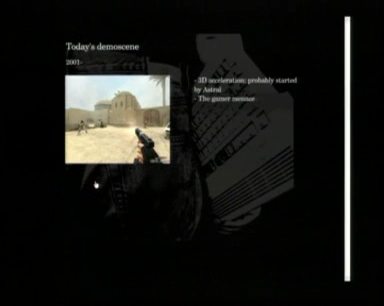 Today's demoscene
2001-
- 3D acceleration; probably started
by Astral
- The gamer menace